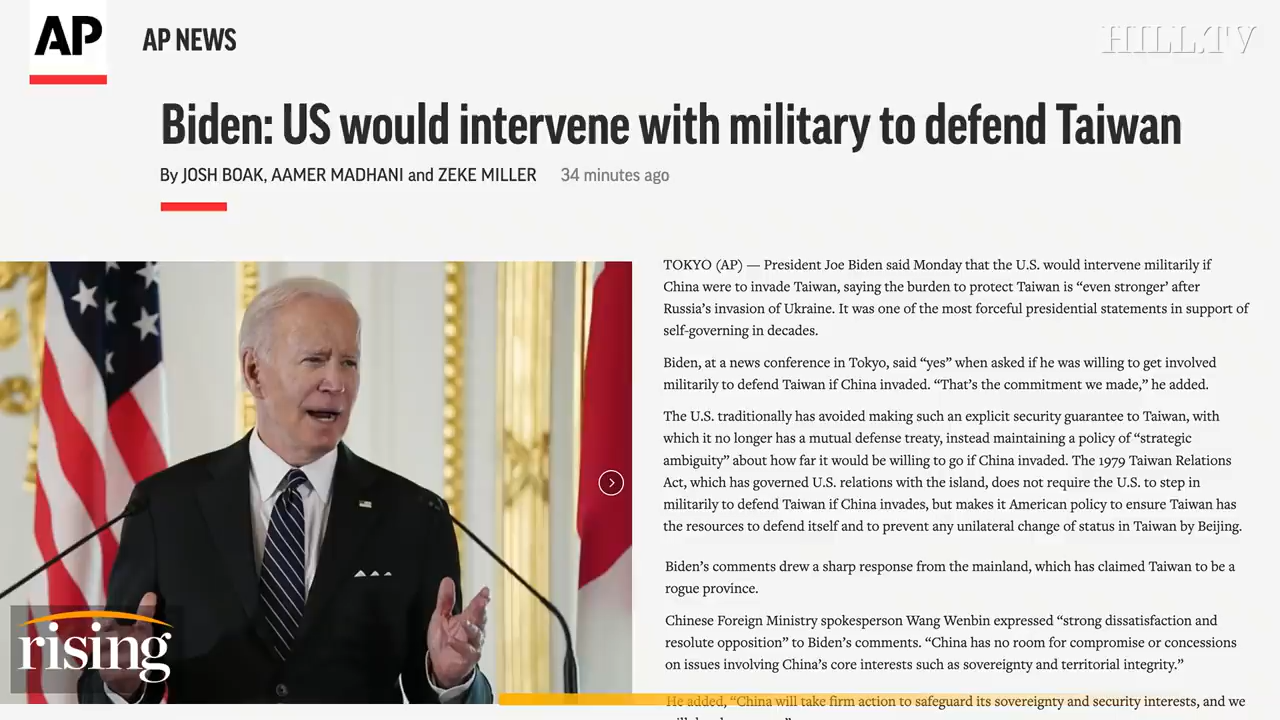 AP
AP NEWS
HILL.TV
Biden: US would intervene with military to defend Taiwan
By JOSH BOAK, AAMER MADHANI and ZEKE MILLER 34 minutes ago
TOKYO (AP) — President Joe Biden said Monday that the U.S. would intervene militarily if
China were to invade Taiwan, saying the burden to protect Taiwan is “even stronger’ after
Russia’s invasion of Ukraine. It was one of the most forceful presidential statements in support of
self-governing in decades.
Biden, at a news conference in Tokyo, said “yes” when asked if he was willing to get involved
militarily to defend Taiwan if China invaded. “That’s the commitment we made,” he added.
The U.S. traditionally has avoided making such an explicit security guarantee to Taiwan, with
which it no longer has a mutual defense treaty, instead maintaining a policy of “strategic
ambiguity” about how far it would be willing to go if China invaded. The 1979 Taiwan Relations
Act, which has governed U.S. relations with the island, does not require the U.S. to step in
militarily to defend Taiwan if China invades, but makes it American policy to ensure Taiwan has
the resources to defend itself and to prevent any unilateral change of status in Taiwan by Beijing.
Biden’s comments drew a sharp response from the mainland, which has claimed Taiwan to be a
rogue province.
Chinese Foreign Ministry spokesperson Wang Wenbin expressed “strong dissatisfaction and
resolute opposition” to Biden’s comments. “China has no room for compromise or concessions
on issues involving China’s core interests such as sovereignty and territorial integrity.”
He added, “China will take firm action to safeguard its sovereignty and security interests, and we
rising